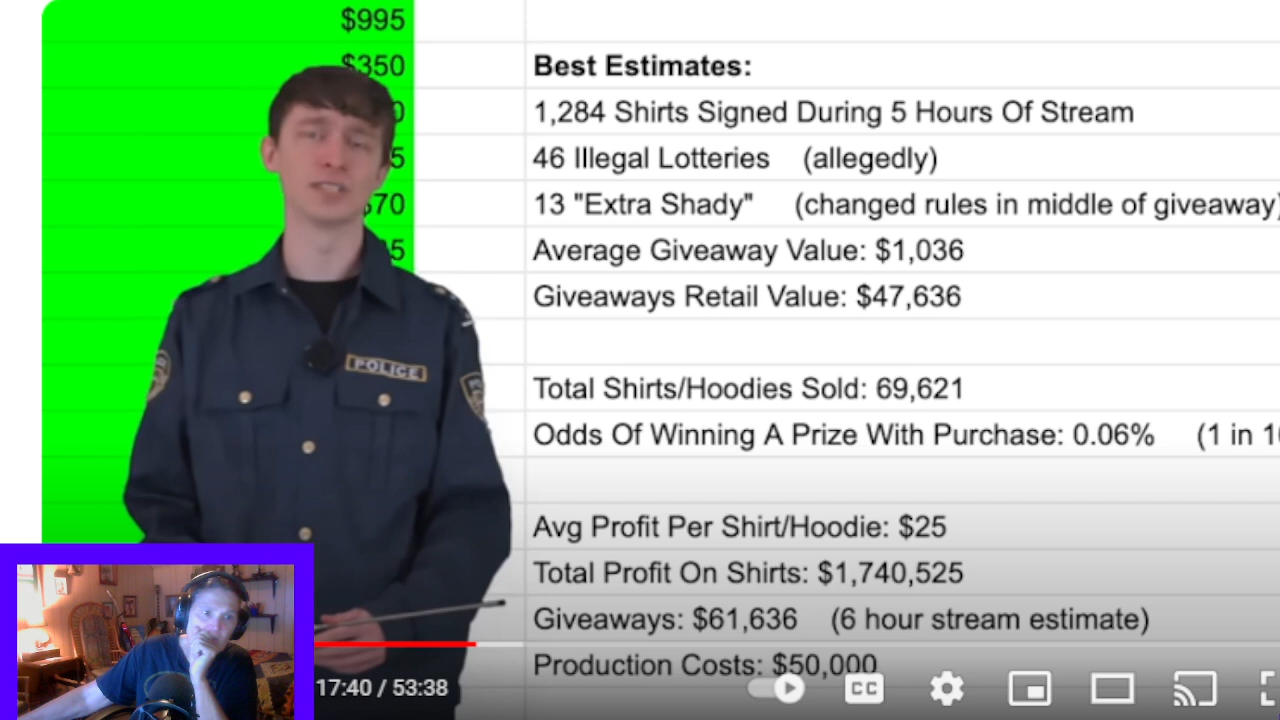 $995
$350
Best Estimates:
1,284 Shirts Signed During 5 Hours Of Stream
46 Illegal Lotteries (allegedly)
$70
13 "Extra Shady" (changed rules in middle of giveaway)
Average Giveaway Value: $1,036
Giveaways Retail Value: $47,636
POLICE
Total Shirts/Hoodies Sold: 69,621
Odds Of Winning A Prize With Purchase: 0.06% (1 in
Avg Profit Per Shirt/Hoodie: $25
Total Profit On Shirts: $1,740,525
Giveaways: $61,636 (6 hour stream estimate)
Production Costs: $50,000
17:40 / 53:38
CC